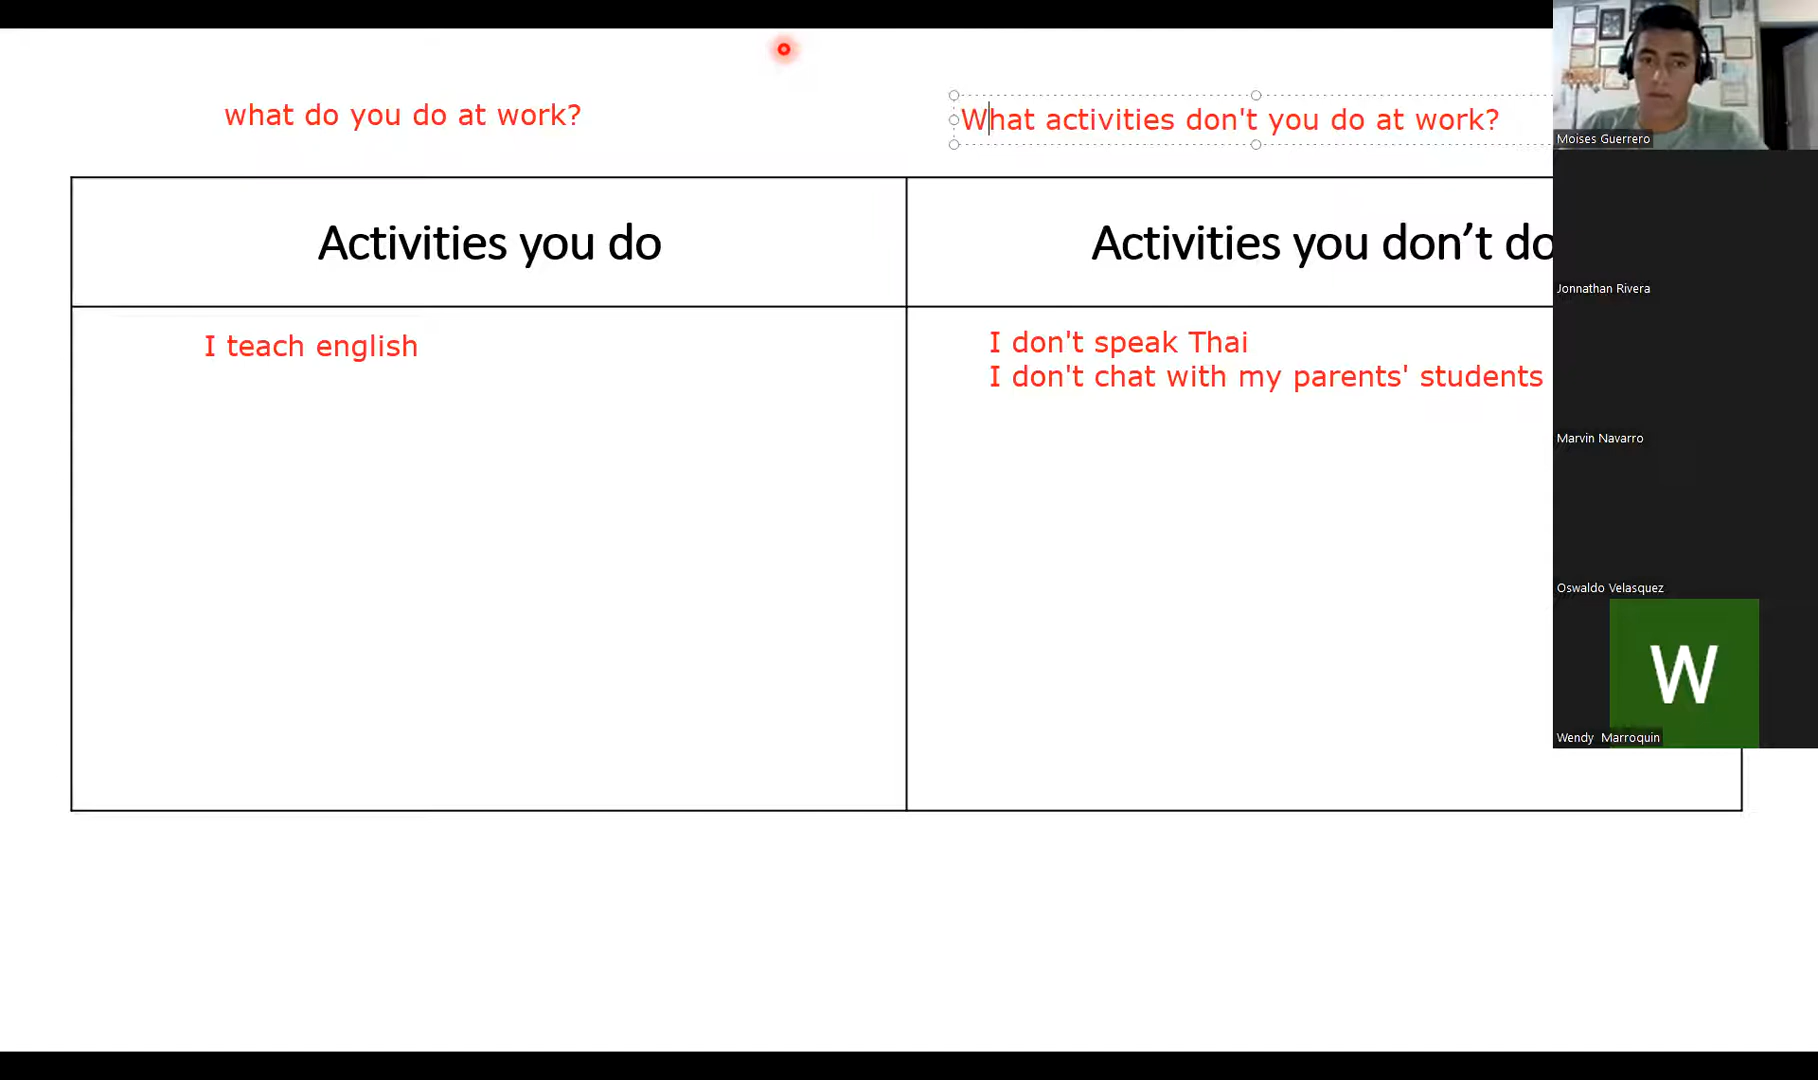 what do you do at work?
What activities don't you do at work?
Activities you do
Activities you don’t do
I teach english
I don't speak Thai
I don't chat with my parents' students
Moises Guerrero
Jonnathan Rivera
Marvin Navarro
Oswaldo Velasquez
W
Wendy Marroquin